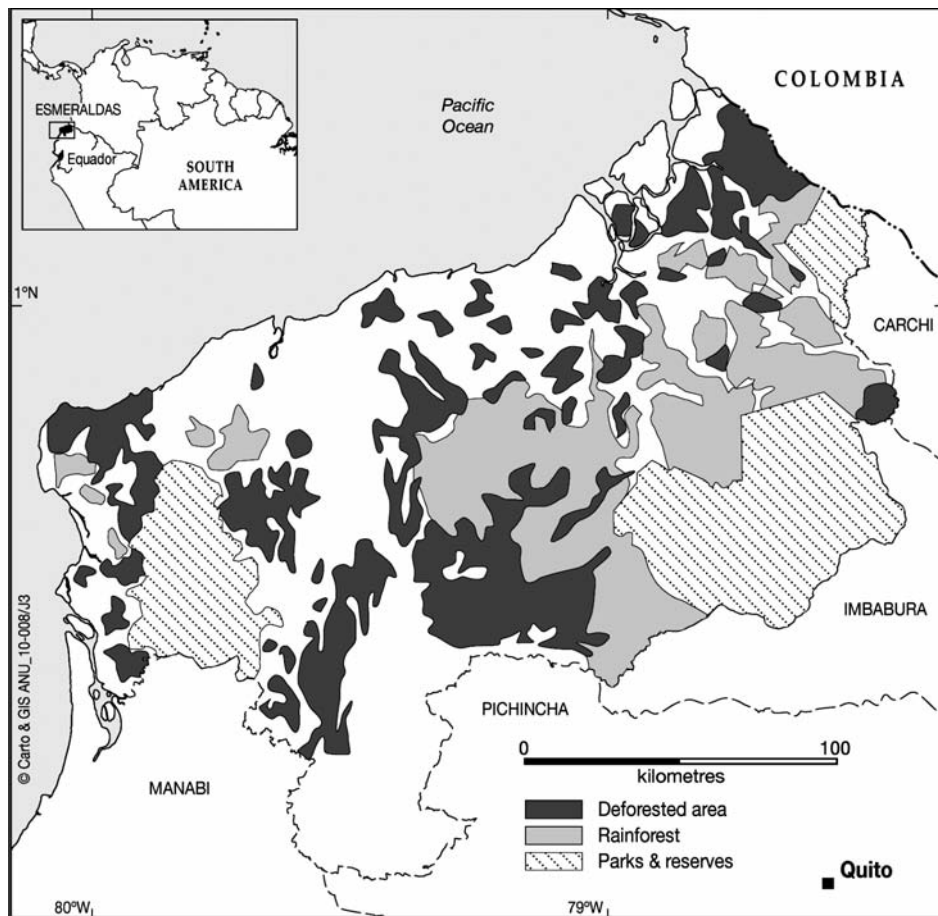 ESMERALDAS
Equador
SOUTH
AMERICA
Pacific
Ocean
COLOMBIA
1°N
CARCHI
IMBABURA
PICHINCHA
MANABI
© Carto & GIS ANU_10-008/J3
0
100
kilometres
Deforested area
Rainforest
Parks & reserves
Quito
80°W
79°W